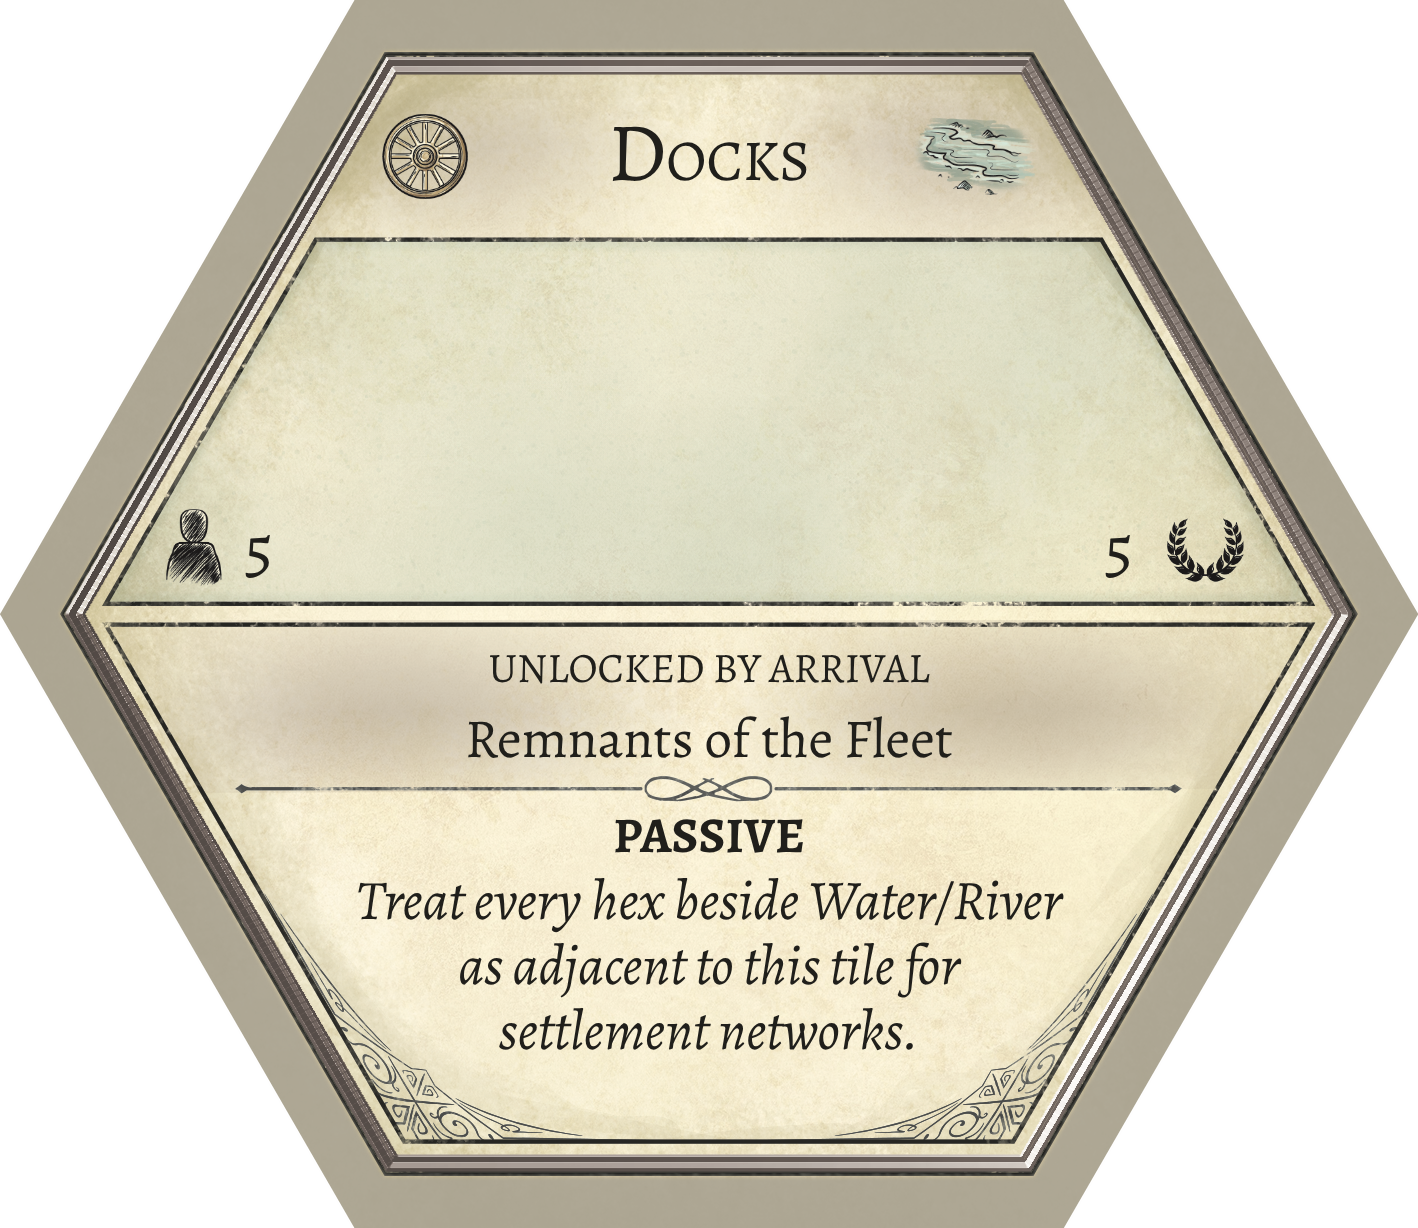 Docks
5
5
UNLOCKED BY ARRIVAL
Remnants of the Fleet
PASSIVE
Treat every hex beside Water/River
as adjacent to this tile for
settlement networks.